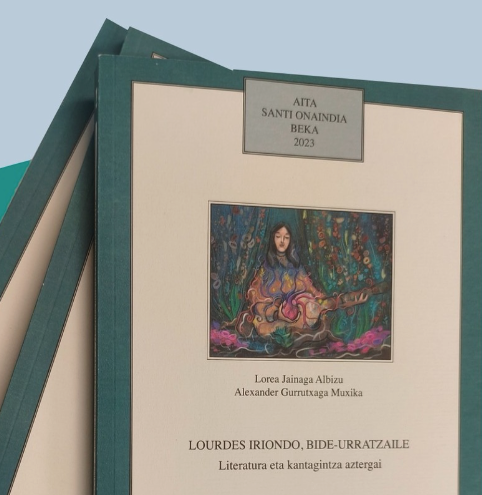 AITA
SANTI ONAINDIA
BEKA
2023
Lorea Jainaga Albizu
Alexander Gurrutxaga Muxika
LOURDES IRIONDO, BIDE-URRATZAILE
Literatura eta kantagintza aztergai